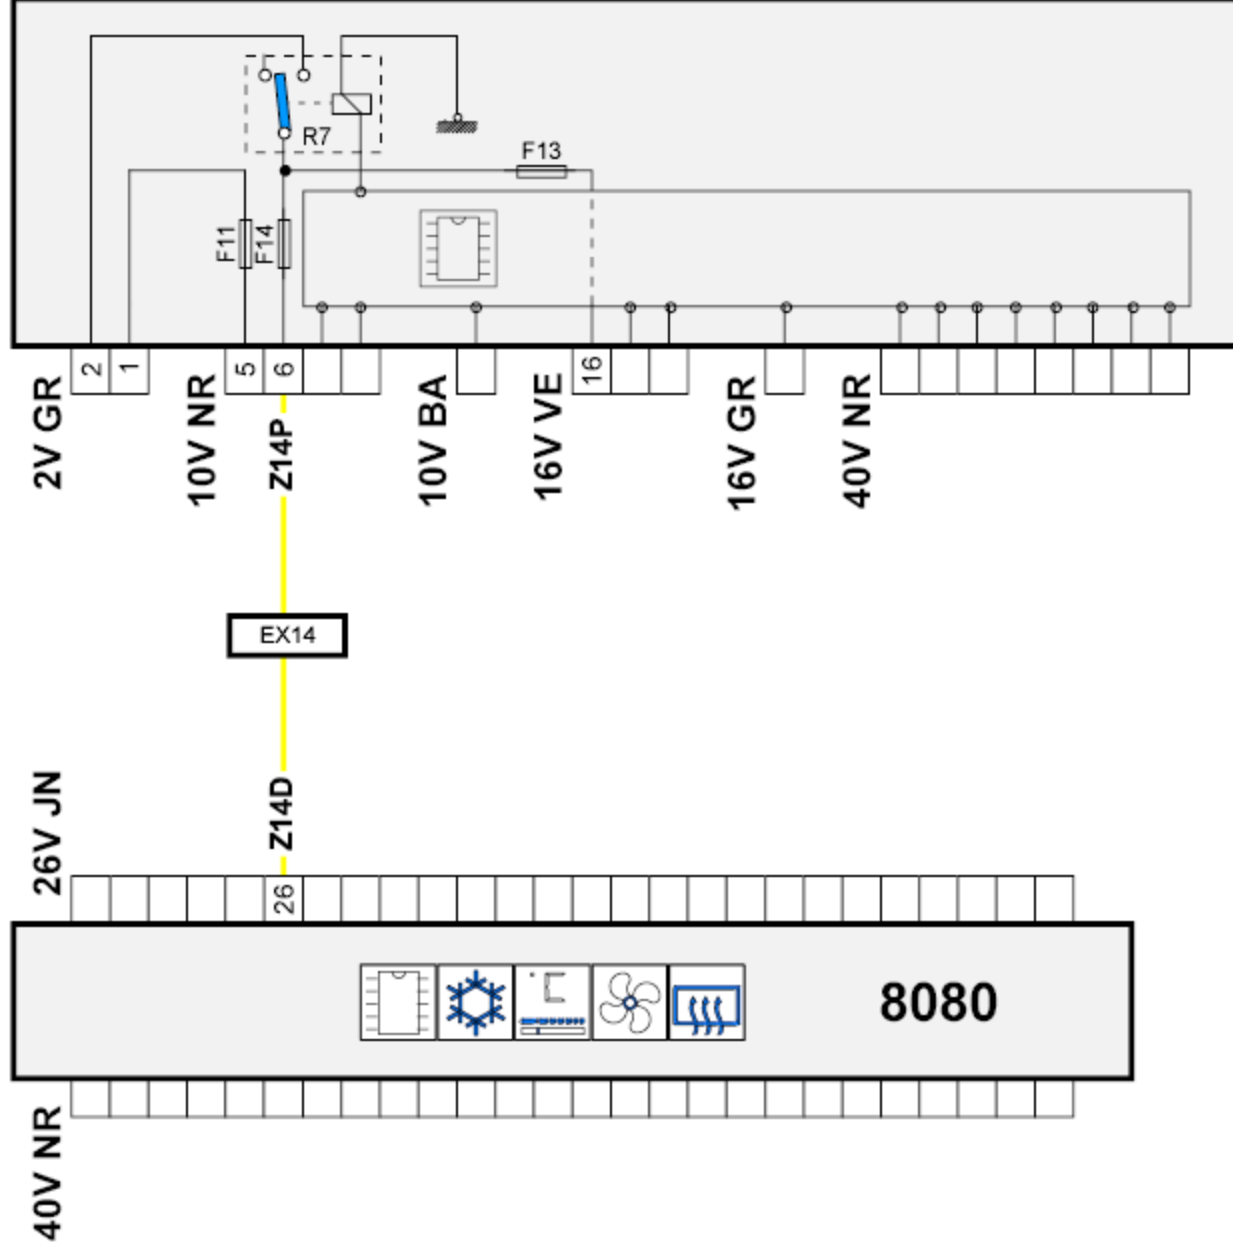 R7
F13
F11
F14
2
1
5
6
16
2V GR
10V NR
Z14P
10V BA
16V VE
16V GR
40V NR
EX14
26V JN
Z14D
26
°C
8080
40V NR